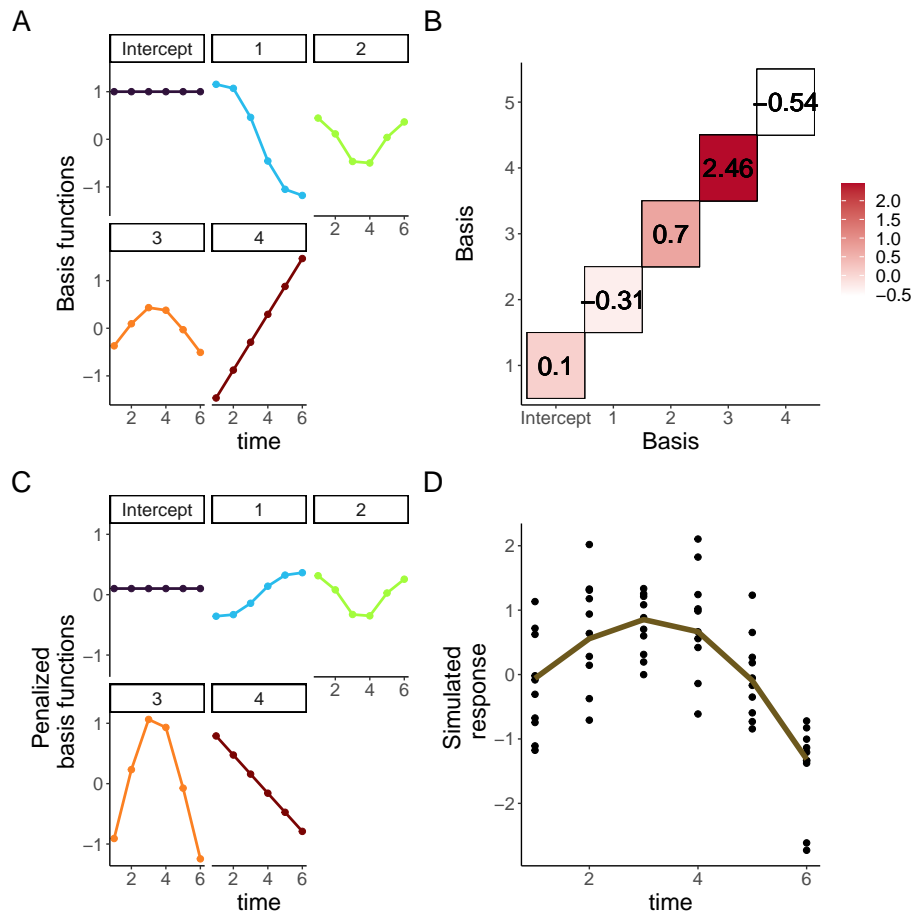 A
Intercept 1 2
1
0
−1
2 4 6
3 4
1
0
−1
2 4 6 2 4 6
Basis functions
time
B
5
4
3
2
1
−0.54
2.46
0.7
−0.31
0.1
Intercept 1 2 3 4
Basis
Basis
2.0
1.5
1.0
0.5
0.0
−0.5
C
Intercept 1 2
1
0
−1
2 4 6
3 4
1
0
−1
2 4 6 2 4 6
Penalized
basis functions
time
D
2
1
0
−1
−2
2 4 6
Simulated
response
time